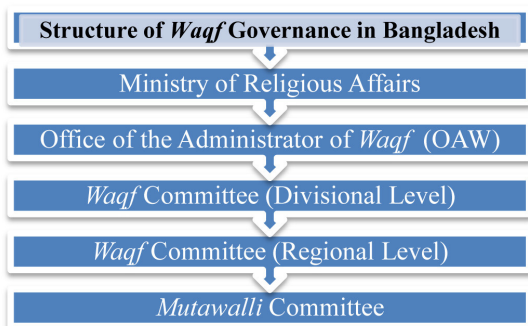 Structure of Waqf Governance in Bangladesh
Ministry of Religious Affairs
Office of the Administrator of Waqf (OAW)
Waqf Committee (Divisional Level)
Waqf Committee (Regional Level)
Mutawalli Committee